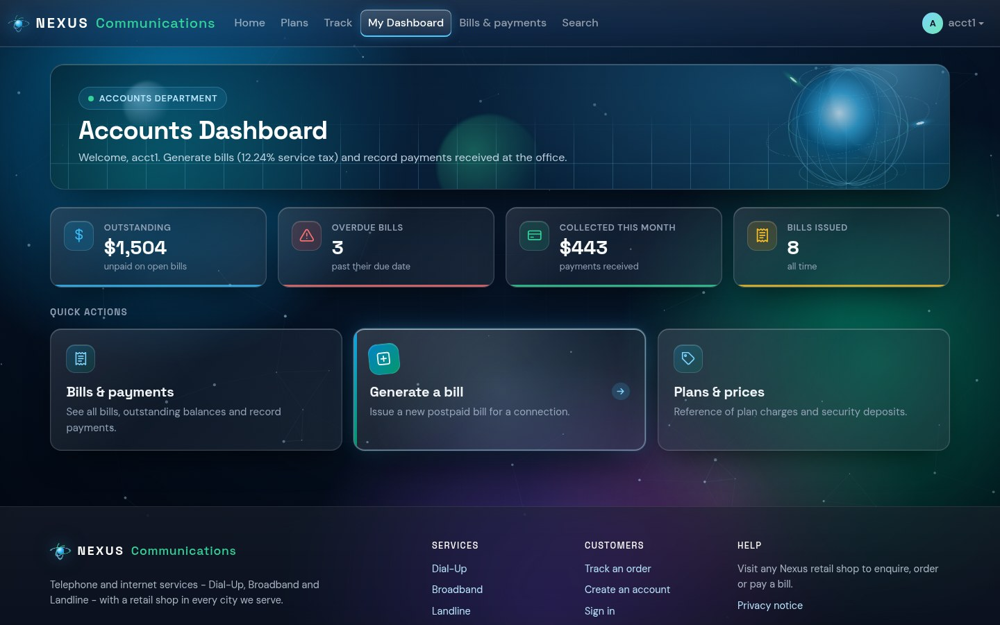 NEXUS Communications Home Plans Track My Dashboard Bills & payments Search A acct1
ACCOUNTS DEPARTMENT
Accounts Dashboard
Welcome, acct1. Generate bills (12.24% service tax) and record payments received at the office.
OUTSTANDING
$1,504
unpaid on open bills
OVERDUE BILLS
3
past their due date
COLLECTED THIS MONTH
$443
payments received
BILLS ISSUED
8
all time
QUICK ACTIONS
Bills & payments
See all bills, outstanding balances and record
payments.
Generate a bill
Issue a new postpaid bill for a connection.
Plans & prices
Reference of plan charges and security deposits.
NEXUS Communications
Telephone and internet services - Dial-Up, Broadband and
Landline - with a retail shop in every city we serve.
SERVICES
Dial-Up
Broadband
Landline
CUSTOMERS
Track an order
Create an account
Sign in
HELP
Visit any Nexus retail shop to enquire, order
or pay a bill.
Privacy notice